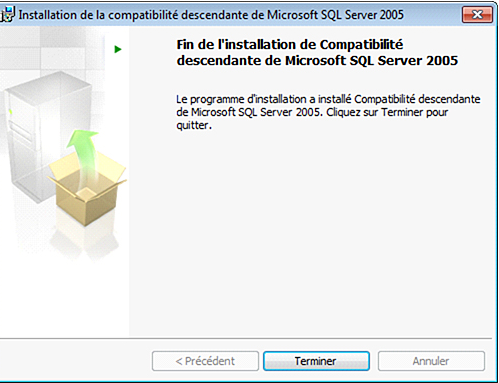 Installation de la compatibilité descendante de Microsoft SQL Server 2005
Fin de l'installation de Compatibilité
descendante de Microsoft SQL Server 2005
Le programme d'installation a installé Compatibilité descendante
de Microsoft SQL Server 2005. Cliquez sur Terminer pour
quitter.
< Précédent
Terminer
Annuler